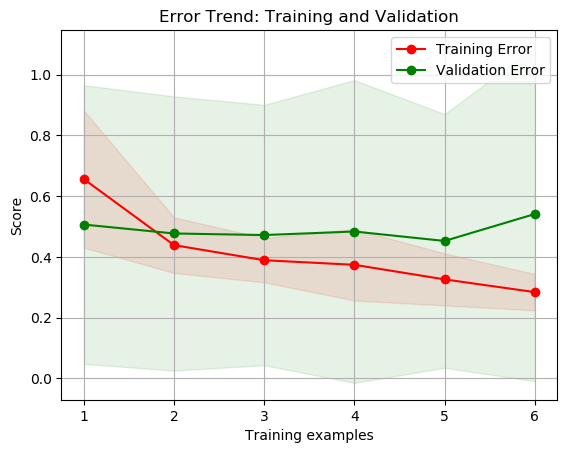 Error Trend: Training and Validation
Training Error
Validation Error
1.0
0.8
0.6
0.4
0.2
0.0
Score
1 2 3 4 5 6
Training examples